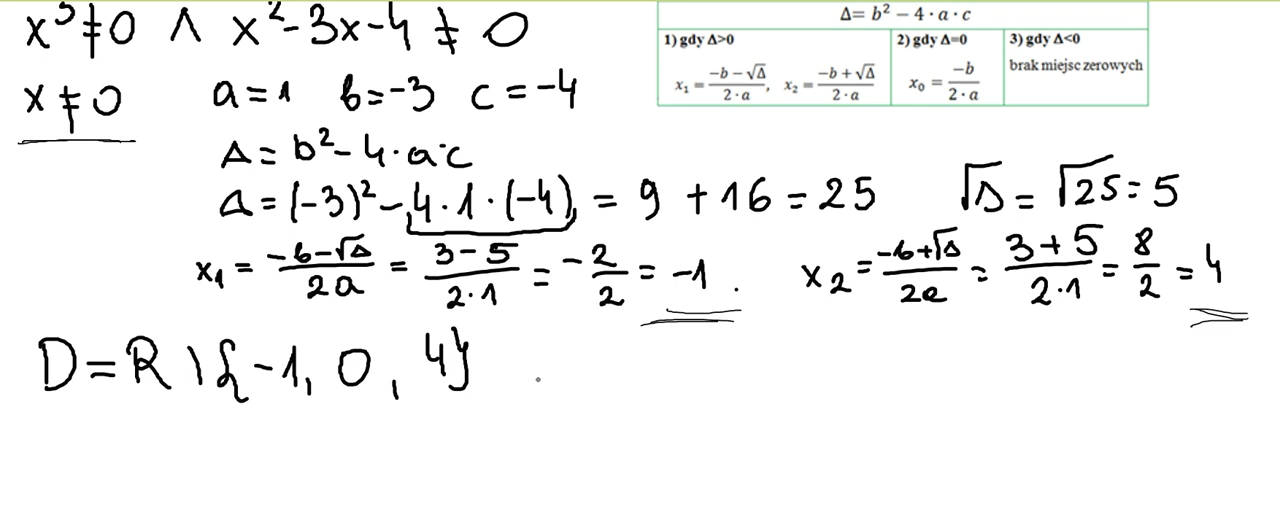 x³ ≠ 0 ∧ x² - 3x - 4 ≠ 0
x ≠ 0 a = 1 b = -3 c = -4
Δ = b² - 4·a·c
Δ = (-3)² - 4·1·(-4) = 9 + 16 = 25 √Δ = √25 = 5
x₁ = (-b-√Δ)/(2a) = (3-5)/(2·1) = -2/2 = -1 . x₂ = (-b+√Δ)/(2a) = (3+5)/(2·1) = 8/2 = 4
D = R \ {-1, 0, 4}
Δ= b² − 4 · a · c
1) gdy Δ>0
x₁ = (−b − √Δ)/(2 · a), x₂ = (−b + √Δ)/(2 · a)
2) gdy Δ=0
x₀ = (−b)/(2 · a)
3) gdy Δ<0
brak miejsc zerowych